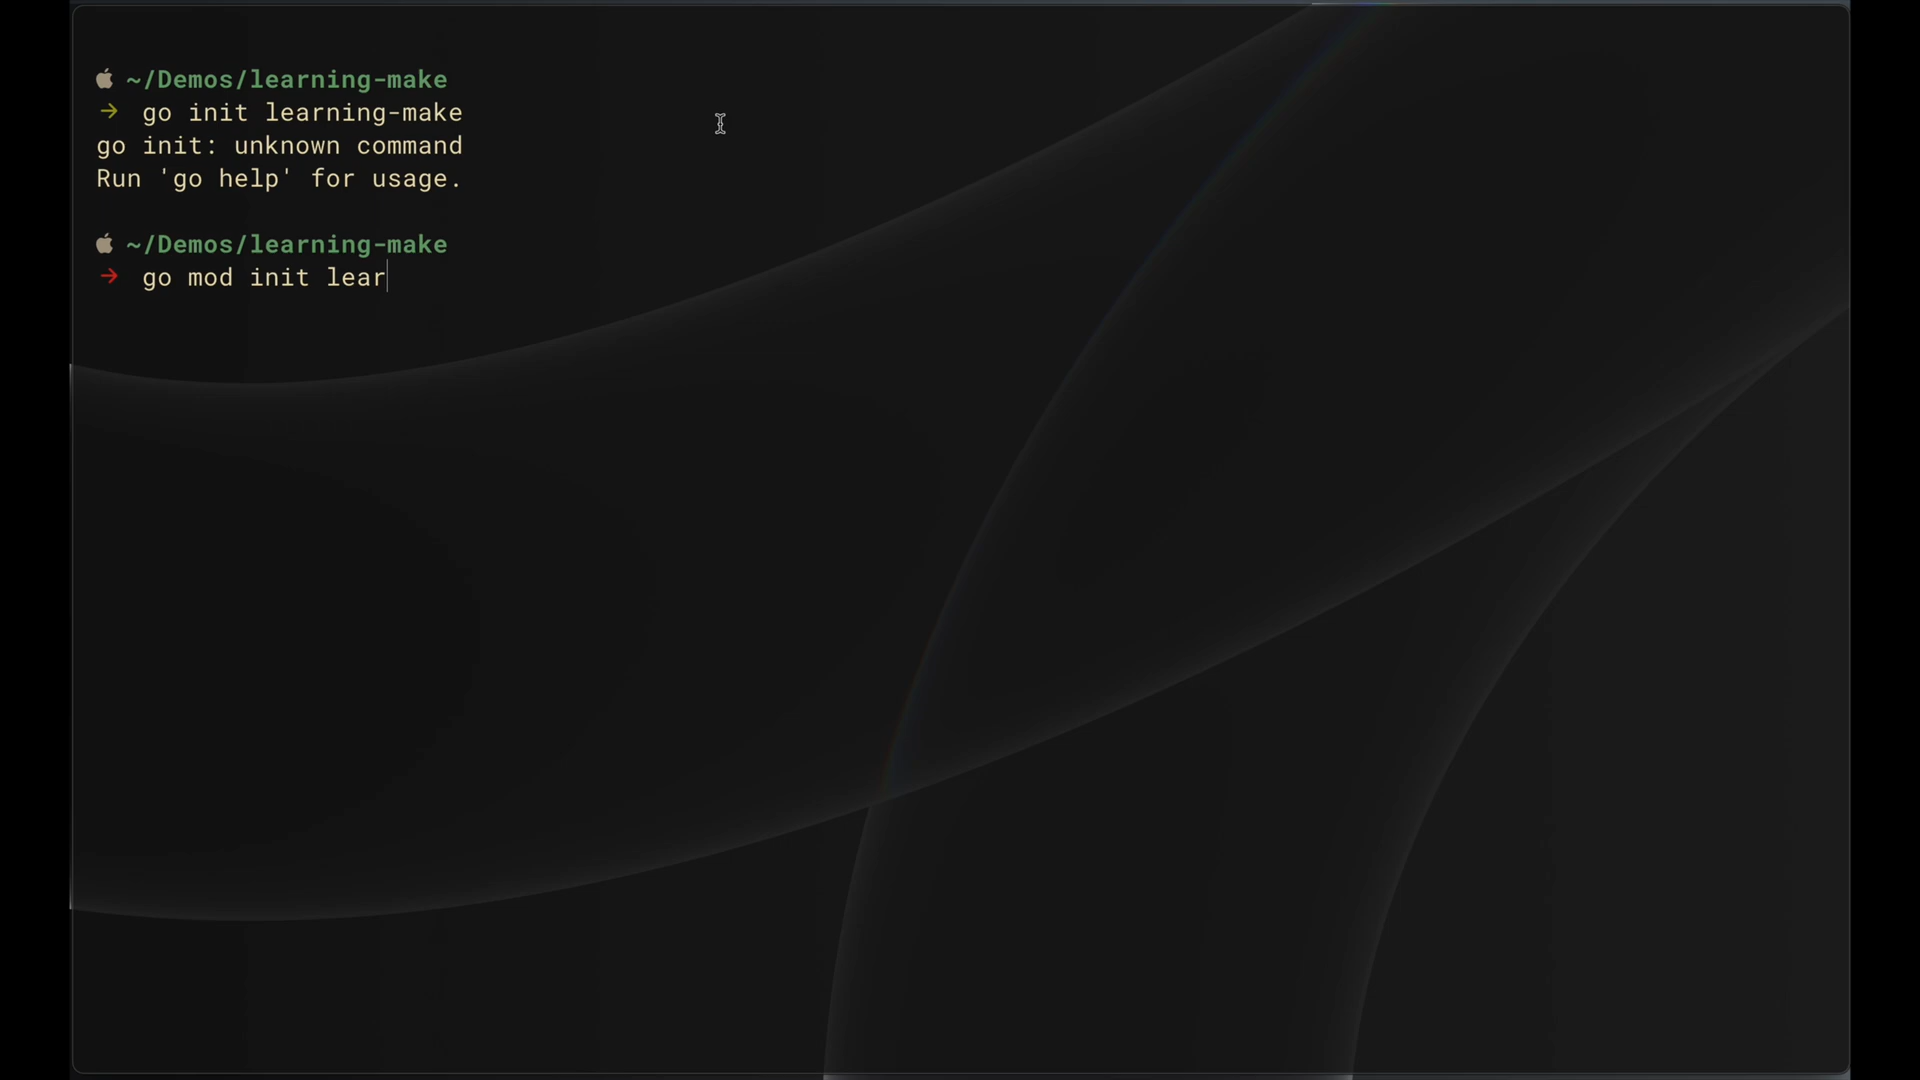 ~/Demos/learning-make
→ go init learning-make
go init: unknown command
Run 'go help' for usage.
~/Demos/learning-make
→ go mod init lear